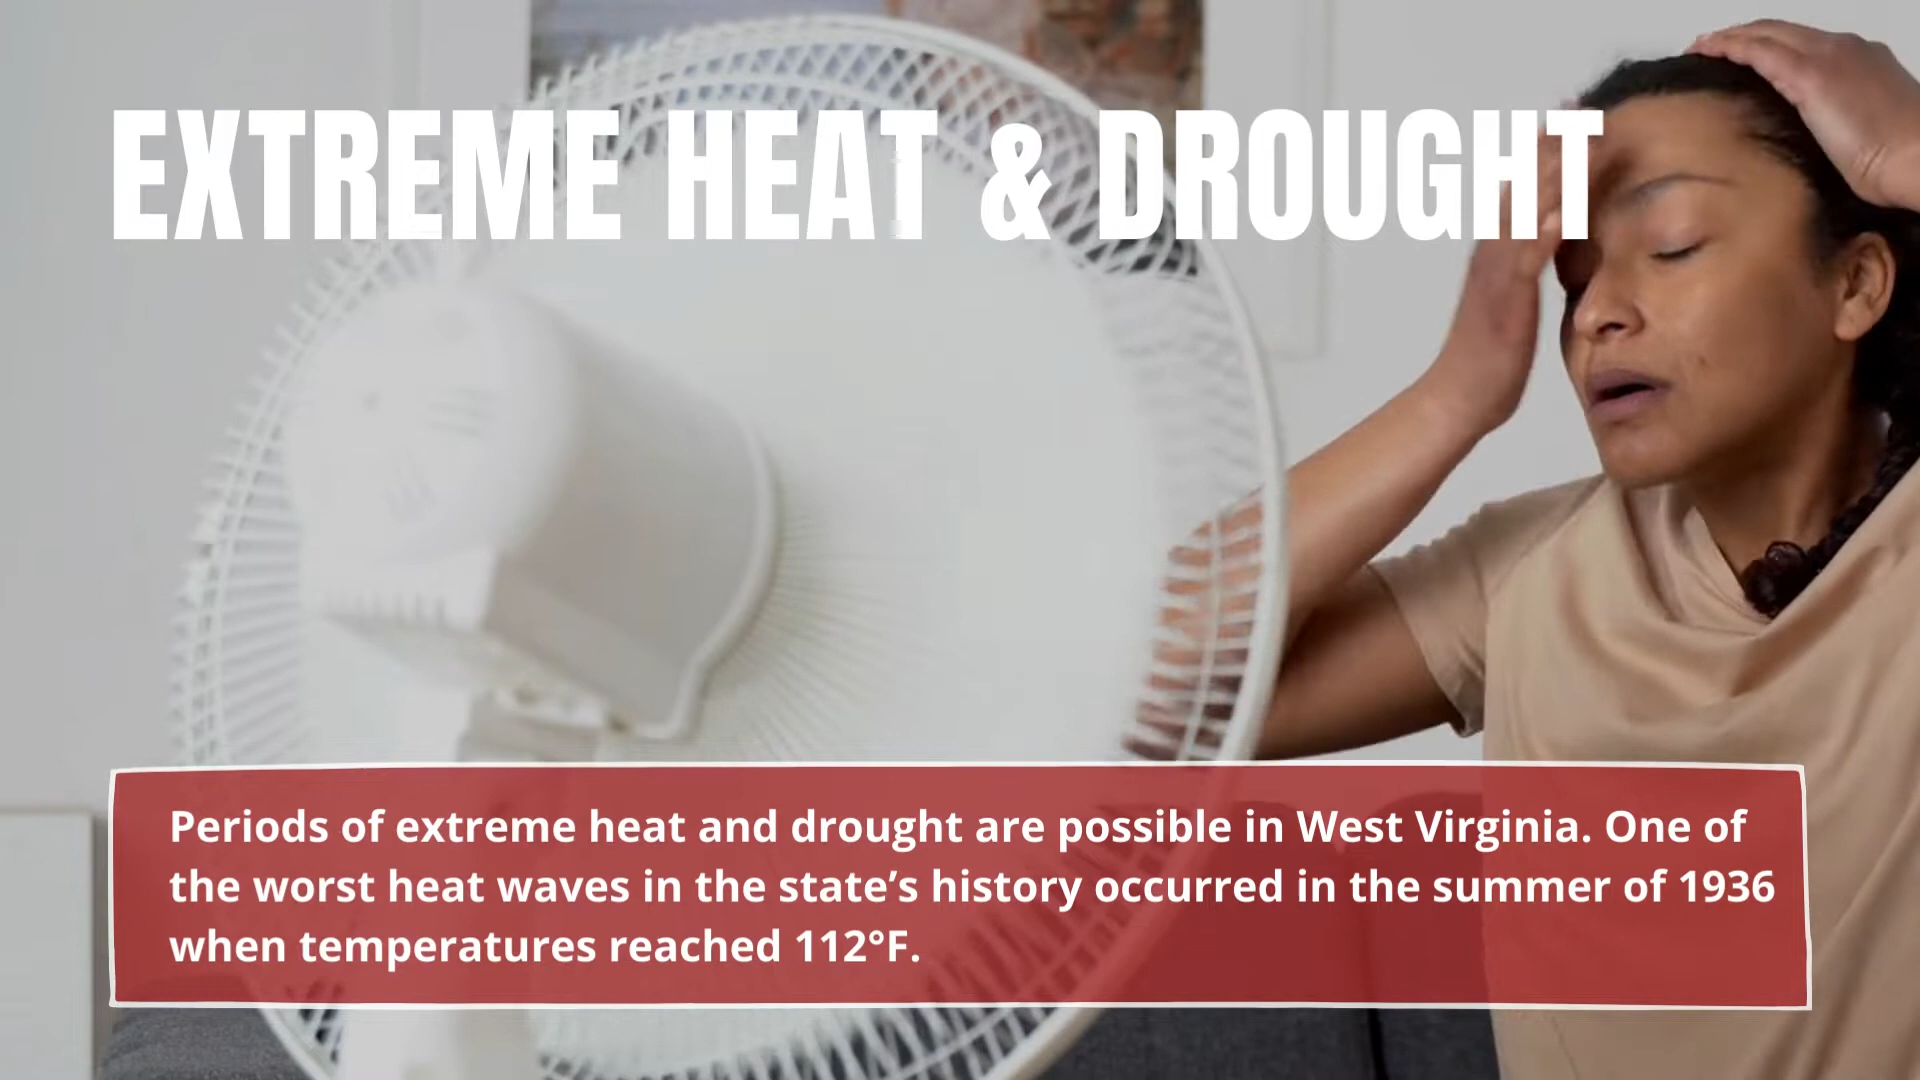 EXTREME HEAT & DROUGHT
Periods of extreme heat and drought are possible in West Virginia. One of
the worst heat waves in the state’s history occurred in the summer of 1936
when temperatures reached 112°F.